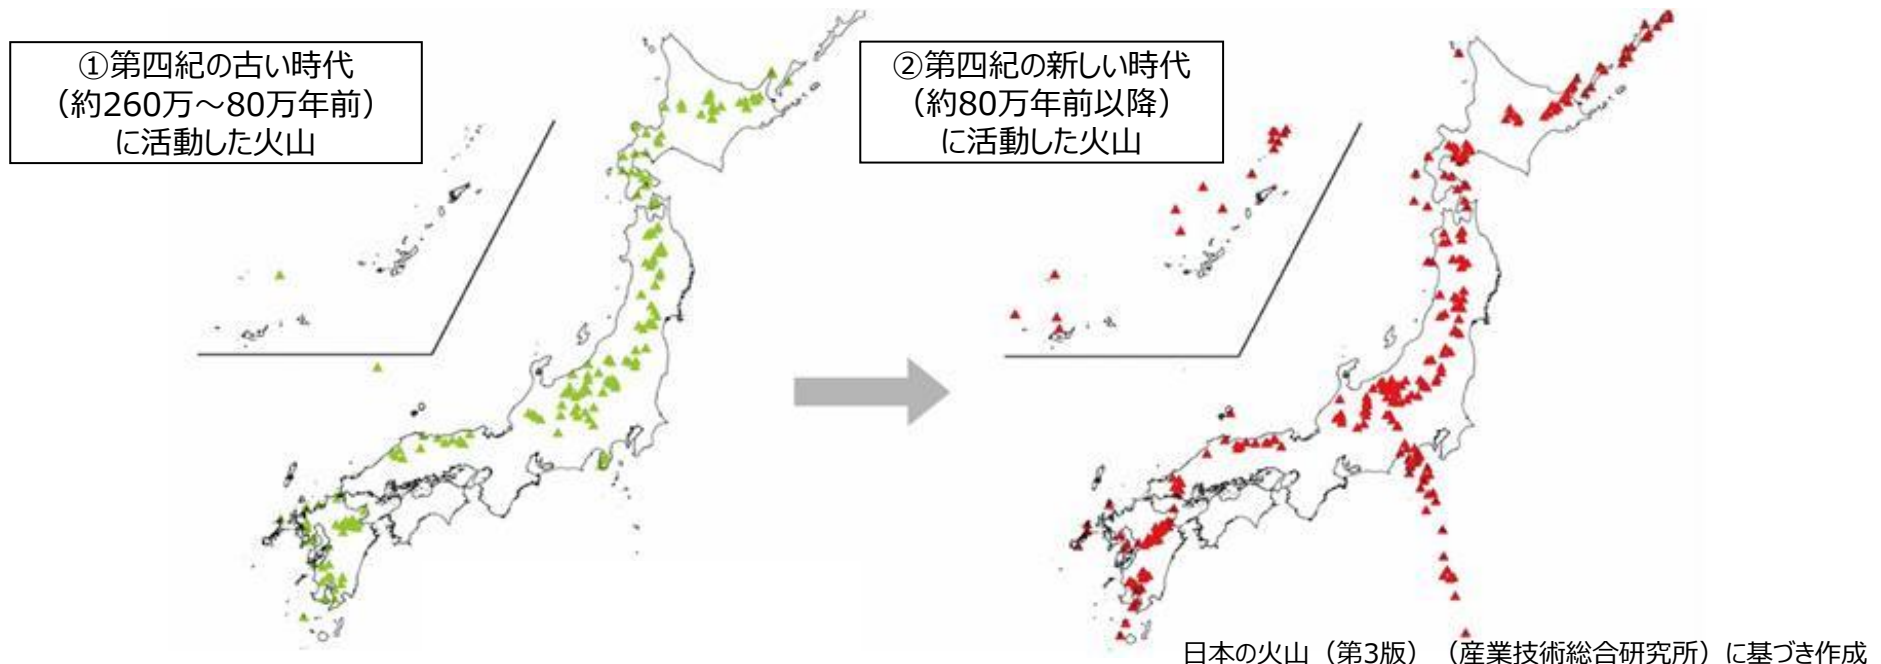 ①第四紀の古い時代
（約260万～80万年前）
に活動した火山
②第四紀の新しい時代
（約80万年前以降）
に活動した火山
日本の火山（第3版）（産業技術総合研究所）に基づき作成